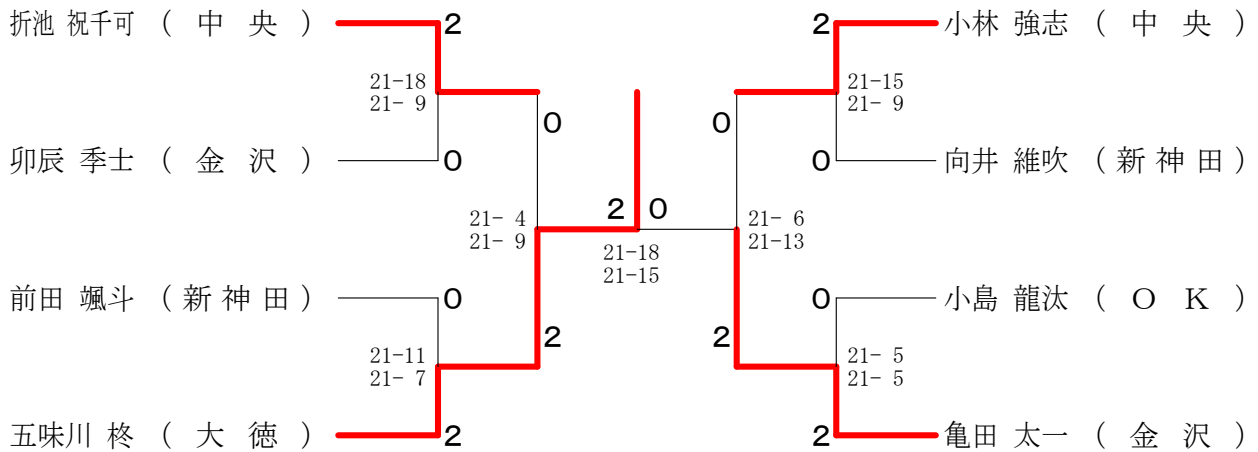 折池 祝千可 ( 中 央 ) 2 2 小林 強志 ( 中 央 )
21-18 21-15
21- 9 21- 9
0 0
卯辰 季士 ( 金 沢 ) 0 0 向井 維吹 ( 新 神 田 )
21- 4 2 0 21- 6
21- 9 21-13
21-18
21-15
前田 颯斗 ( 新 神 田 ) 0 0 小島 龍汰 ( O K )
2 2
21-11 21- 5
21- 7 21- 5
五味川 柊 ( 大 徳 ) 2 2 亀田 太一 ( 金 沢 )